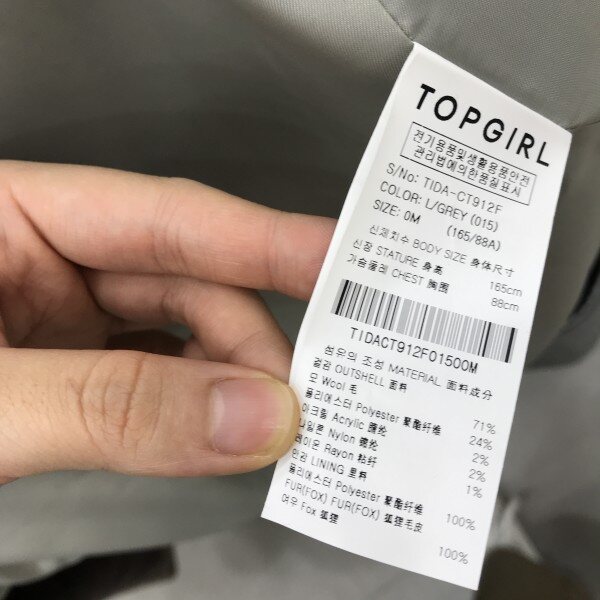 TOPGIRL
전기용품및생활용품안전
관리법에의한품질표시
S/No: TIDA-CT912F
COLOR: L/GREY (015)
SIZE: 0M (165/88A)
신체치수 BODY SIZE 身体尺寸
신장 STATURE 身高 165cm
가슴둘레 CHEST 胸围 88cm
TIDACT912F01500M
섬유의 조성 MATERIAL 面料成分
겉감 OUTSHELL 面料
모 Wool 毛 71%
폴리에스터 Polyester 聚酯纤维 24%
아크릴 Acrylic 腈纶 2%
나일론 Nylon 锦纶 2%
레이온 Rayon 粘纤 1%
안감 LINING 里料
폴리에스터 Polyester 聚酯纤维 100%
FUR(FOX) FUR(FOX) 狐狸毛皮
여우 Fox 狐狸 100%